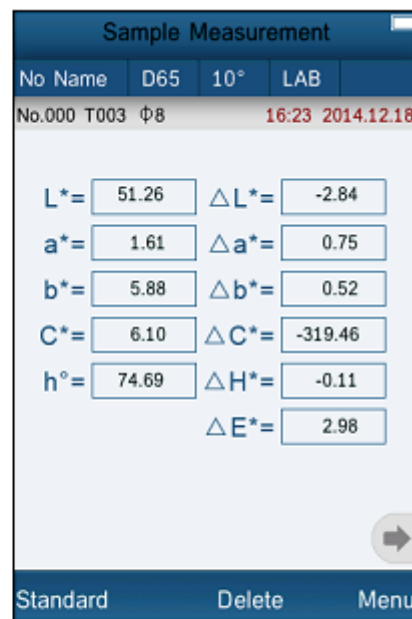 Sample Measurement
No Name D65 10° LAB
No.000 T003 Φ8 16:23 2014.12.18
L*= 51.26 △L*= -2.84
a*= 1.61 △a*= 0.75
b*= 5.88 △b*= 0.52
C*= 6.10 △C*= -319.46
h°= 74.69 △H*= -0.11
△E*= 2.98
Standard Delete Menu